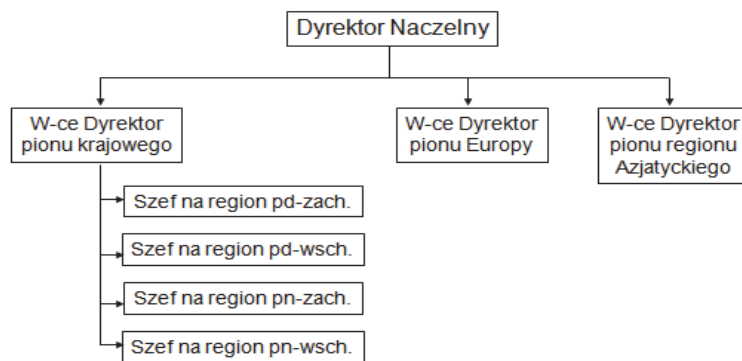 Dyrektor Naczelny
W-ce Dyrektor
pionu krajowego
W-ce Dyrektor
pionu Europy
W-ce Dyrektor
pionu regionu
Azjatyckiego
Szef na region pd-zach.
Szef na region pd-wsch.
Szef na region pn-zach.
Szef na region pn-wsch.